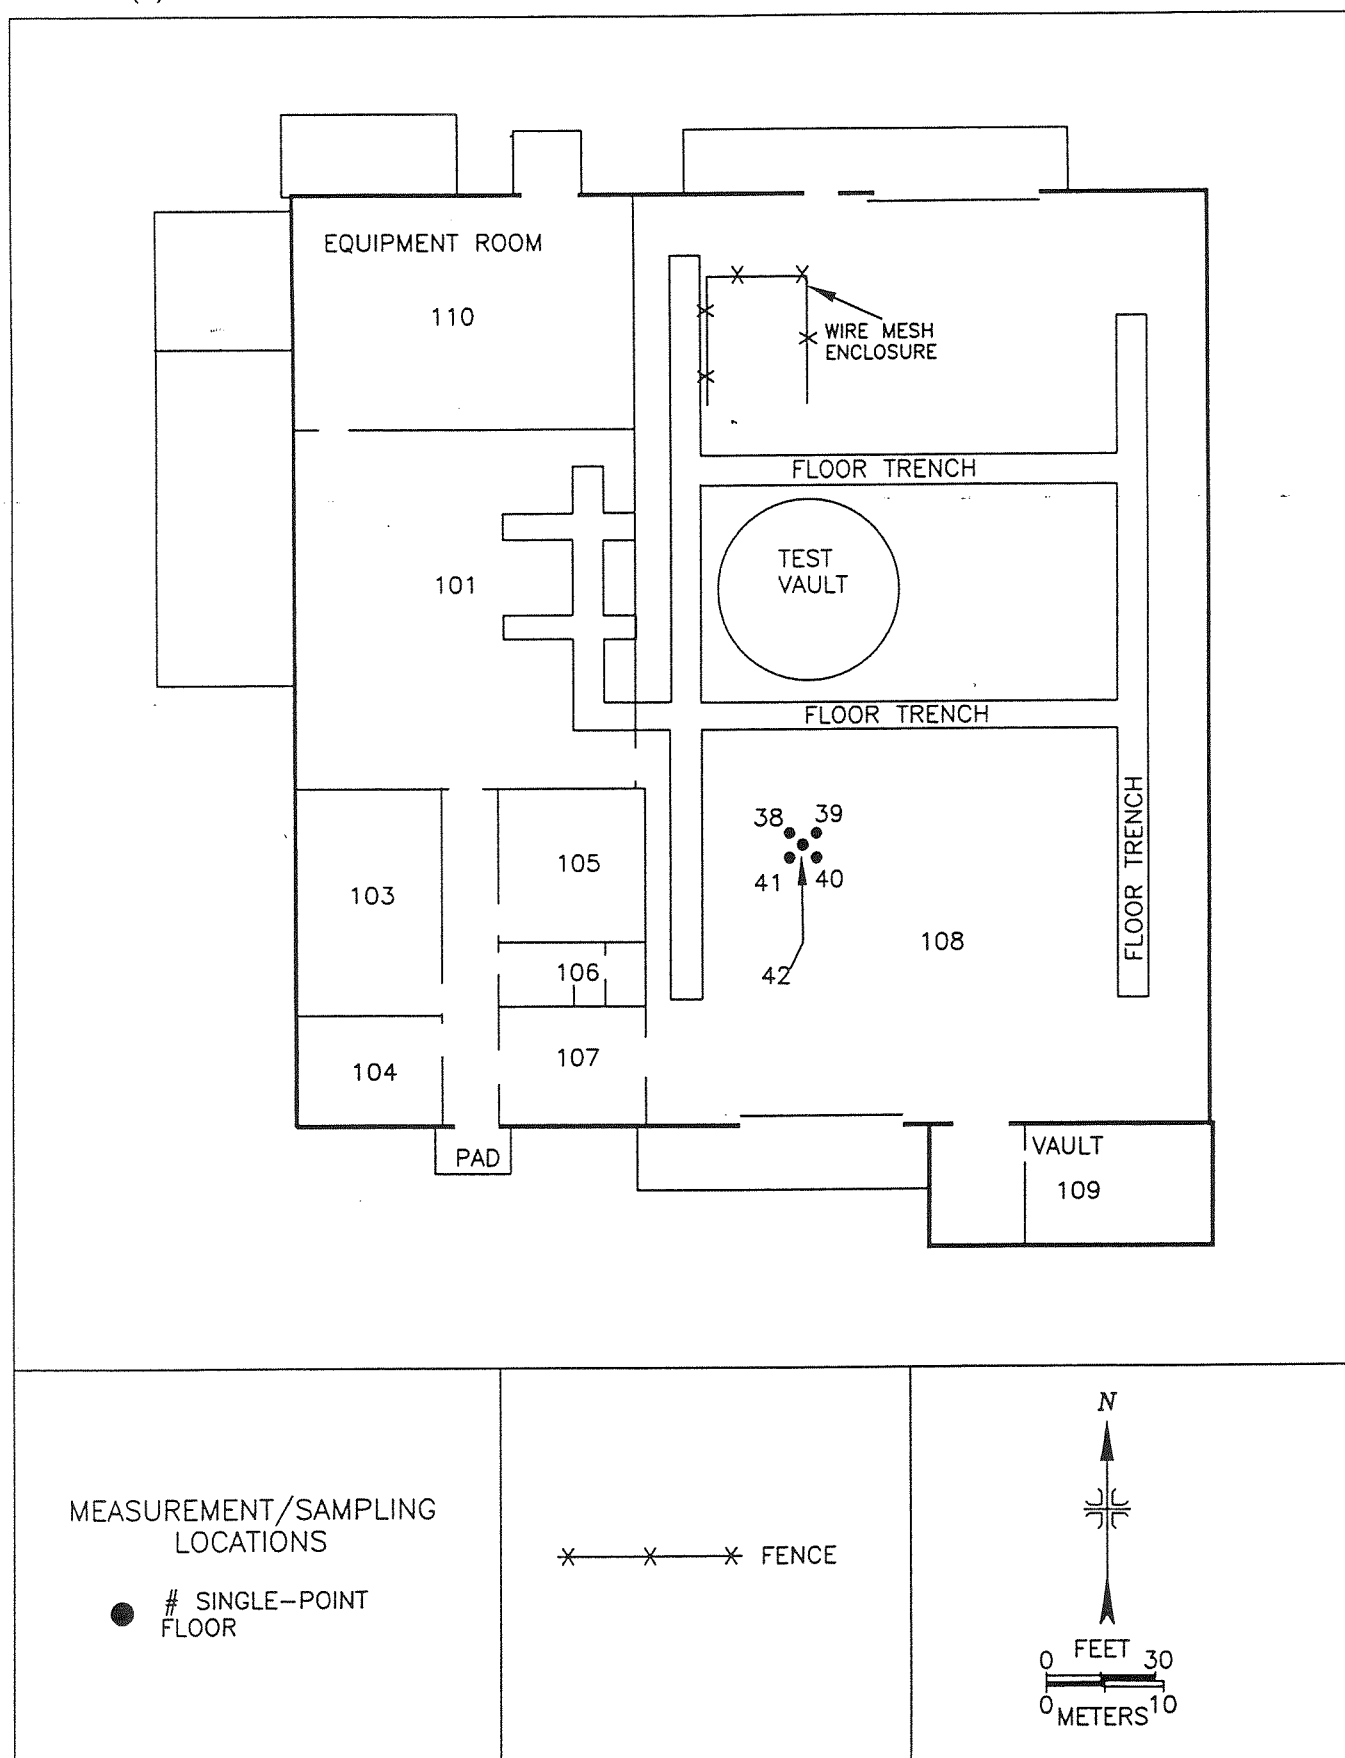 EQUIPMENT ROOM
110
WIRE MESH
ENCLOSURE
FLOOR TRENCH
101
TEST
VAULT
FLOOR TRENCH
FLOOR TRENCH
38 39
41 40
42
103
105
106
108
104
107
PAD
VAULT
109
MEASUREMENT/SAMPLING
LOCATIONS
# SINGLE-POINT
FLOOR
FENCE
N
FEET
0 30
0 10
METERS